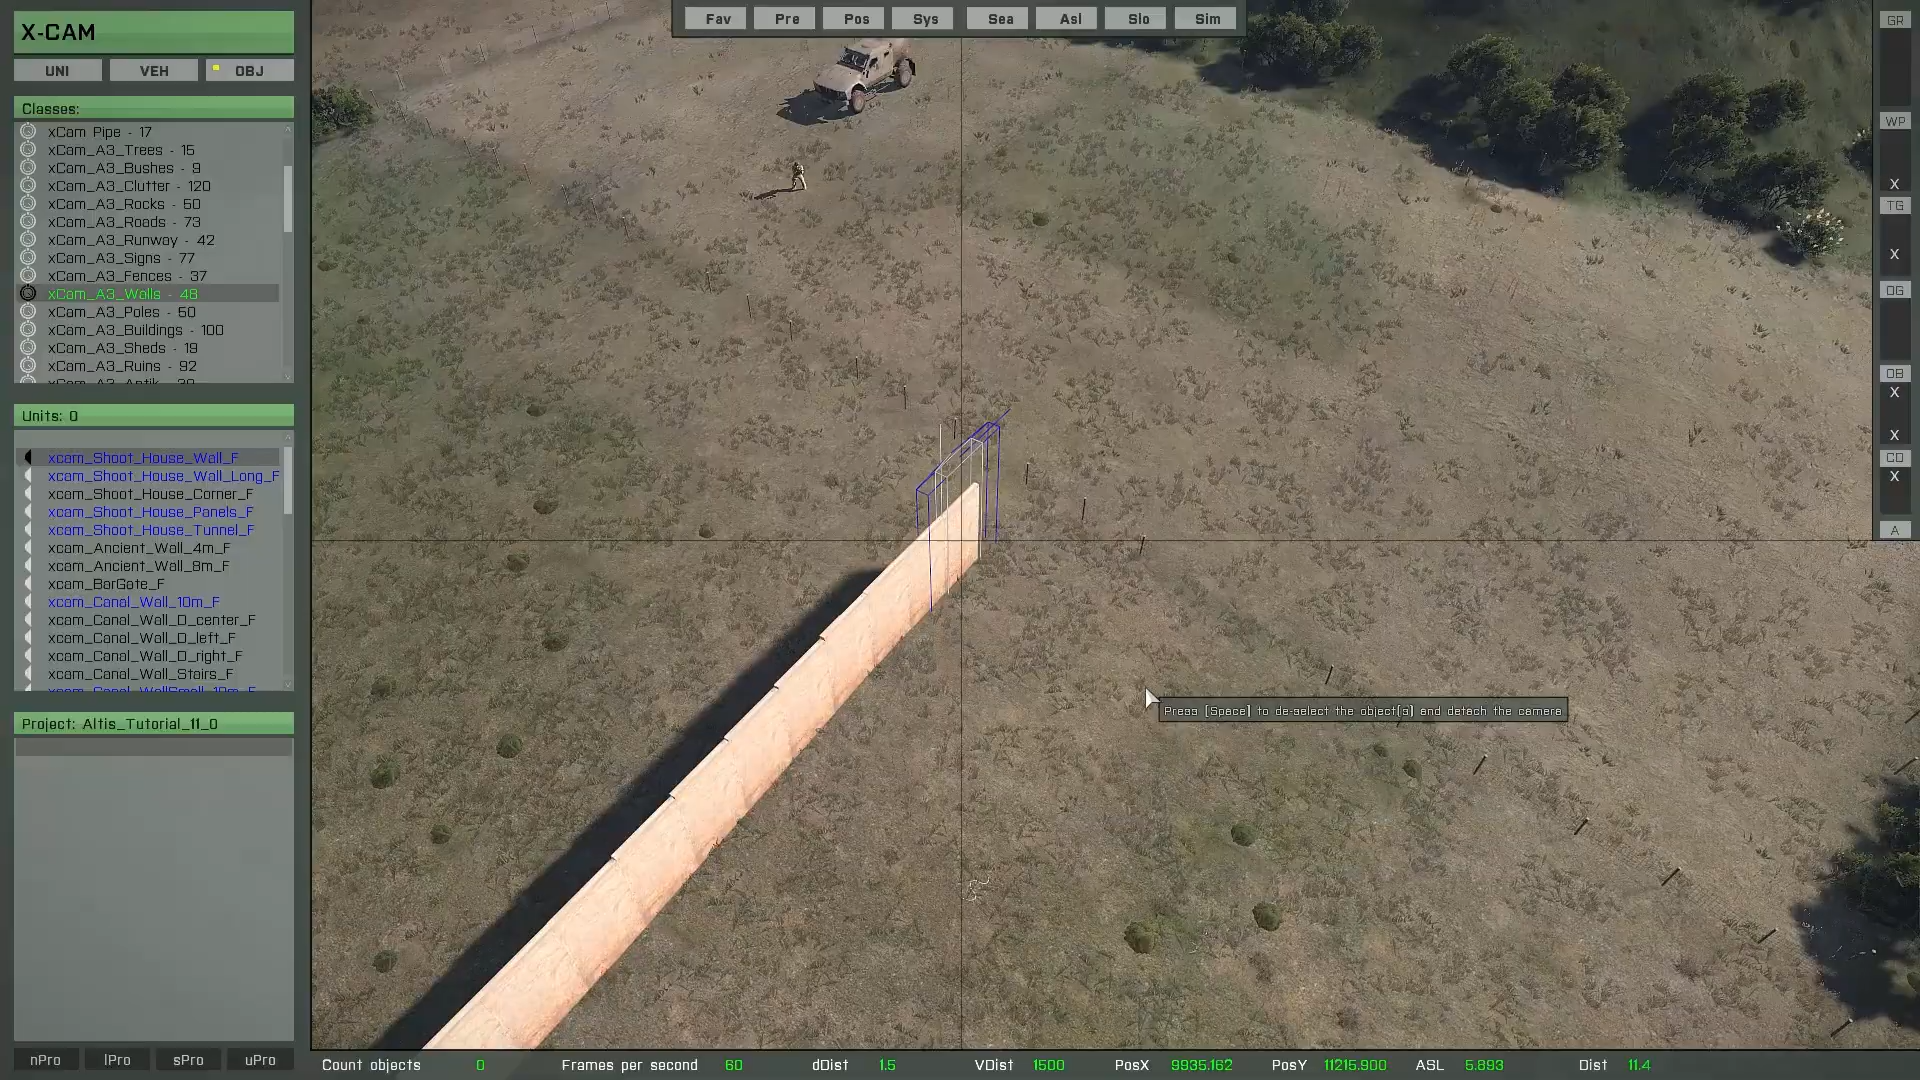 X-CAM
UNI VEH OBJ
Classes:
xCam Pipe - 17
xCam_A3_Trees - 15
xCam_A3_Bushes - 9
xCam_A3_Clutter - 120
xCam_A3_Rocks - 50
xCam_A3_Roads - 73
xCam_A3_Runway - 42
xCam_A3_Signs - 77
xCam_A3_Fences - 37
xCam_A3_Walls - 48
xCam_A3_Poles - 50
xCam_A3_Buildings - 100
xCam_A3_Sheds - 19
xCam_A3_Ruins - 92
Units: 0
xcam_Shoot_House_Wall_F
xcam_Shoot_House_Wall_Long_F
xcam_Shoot_House_Corner_F
xcam_Shoot_House_Panels_F
xcam_Shoot_House_Tunnel_F
xcam_Ancient_Wall_4m_F
xcam_Ancient_Wall_8m_F
xcam_BarGate_F
xcam_Canal_Wall_10m_F
xcam_Canal_Wall_D_center_F
xcam_Canal_Wall_D_left_F
xcam_Canal_Wall_D_right_F
xcam_Canal_Wall_Stairs_F
xcam_Canal_WallSmall_10m_F
Project: Altis_Tutorial_11_0
nPro lPro sPro uPro
Fav Pre Pos Sys Sea Asl Slo Sim
Press [Space] to de-select the object(s) and detach the camera
GR
WP
X
TG
X
OG
OB
X
X
CO
X
A
Count objects 0 Frames per second 60 dDist 1.5 VDist 1500 PosX 9935.162 PosY 11215.900 ASL 5.893 Dist 11.4